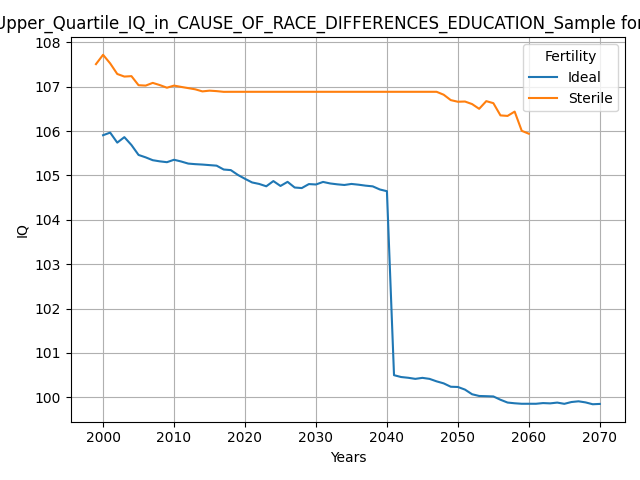 Upper_Quartile_IQ_in_CAUSE_OF_RACE_DIFFERENCES_EDUCATION_Sample for
108
107
106
105
104
103
102
101
100
IQ
Fertility
Ideal
Sterile
2000 2010 2020 2030 2040 2050 2060 2070
Years